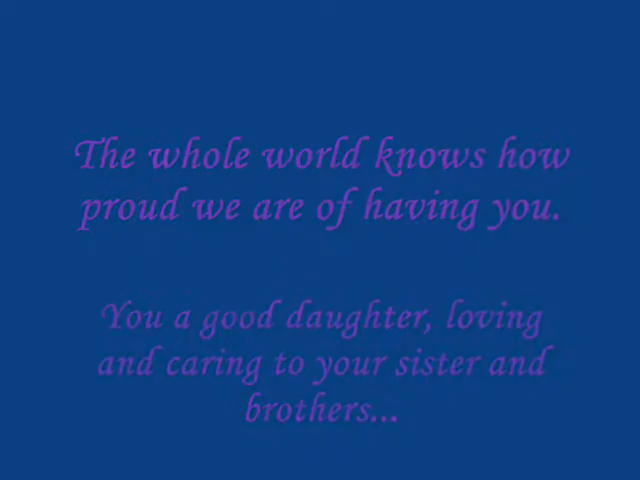 The whole world knows how
proud we are of having you.
You a good daughter, loving
and caring to your sister and
brothers...